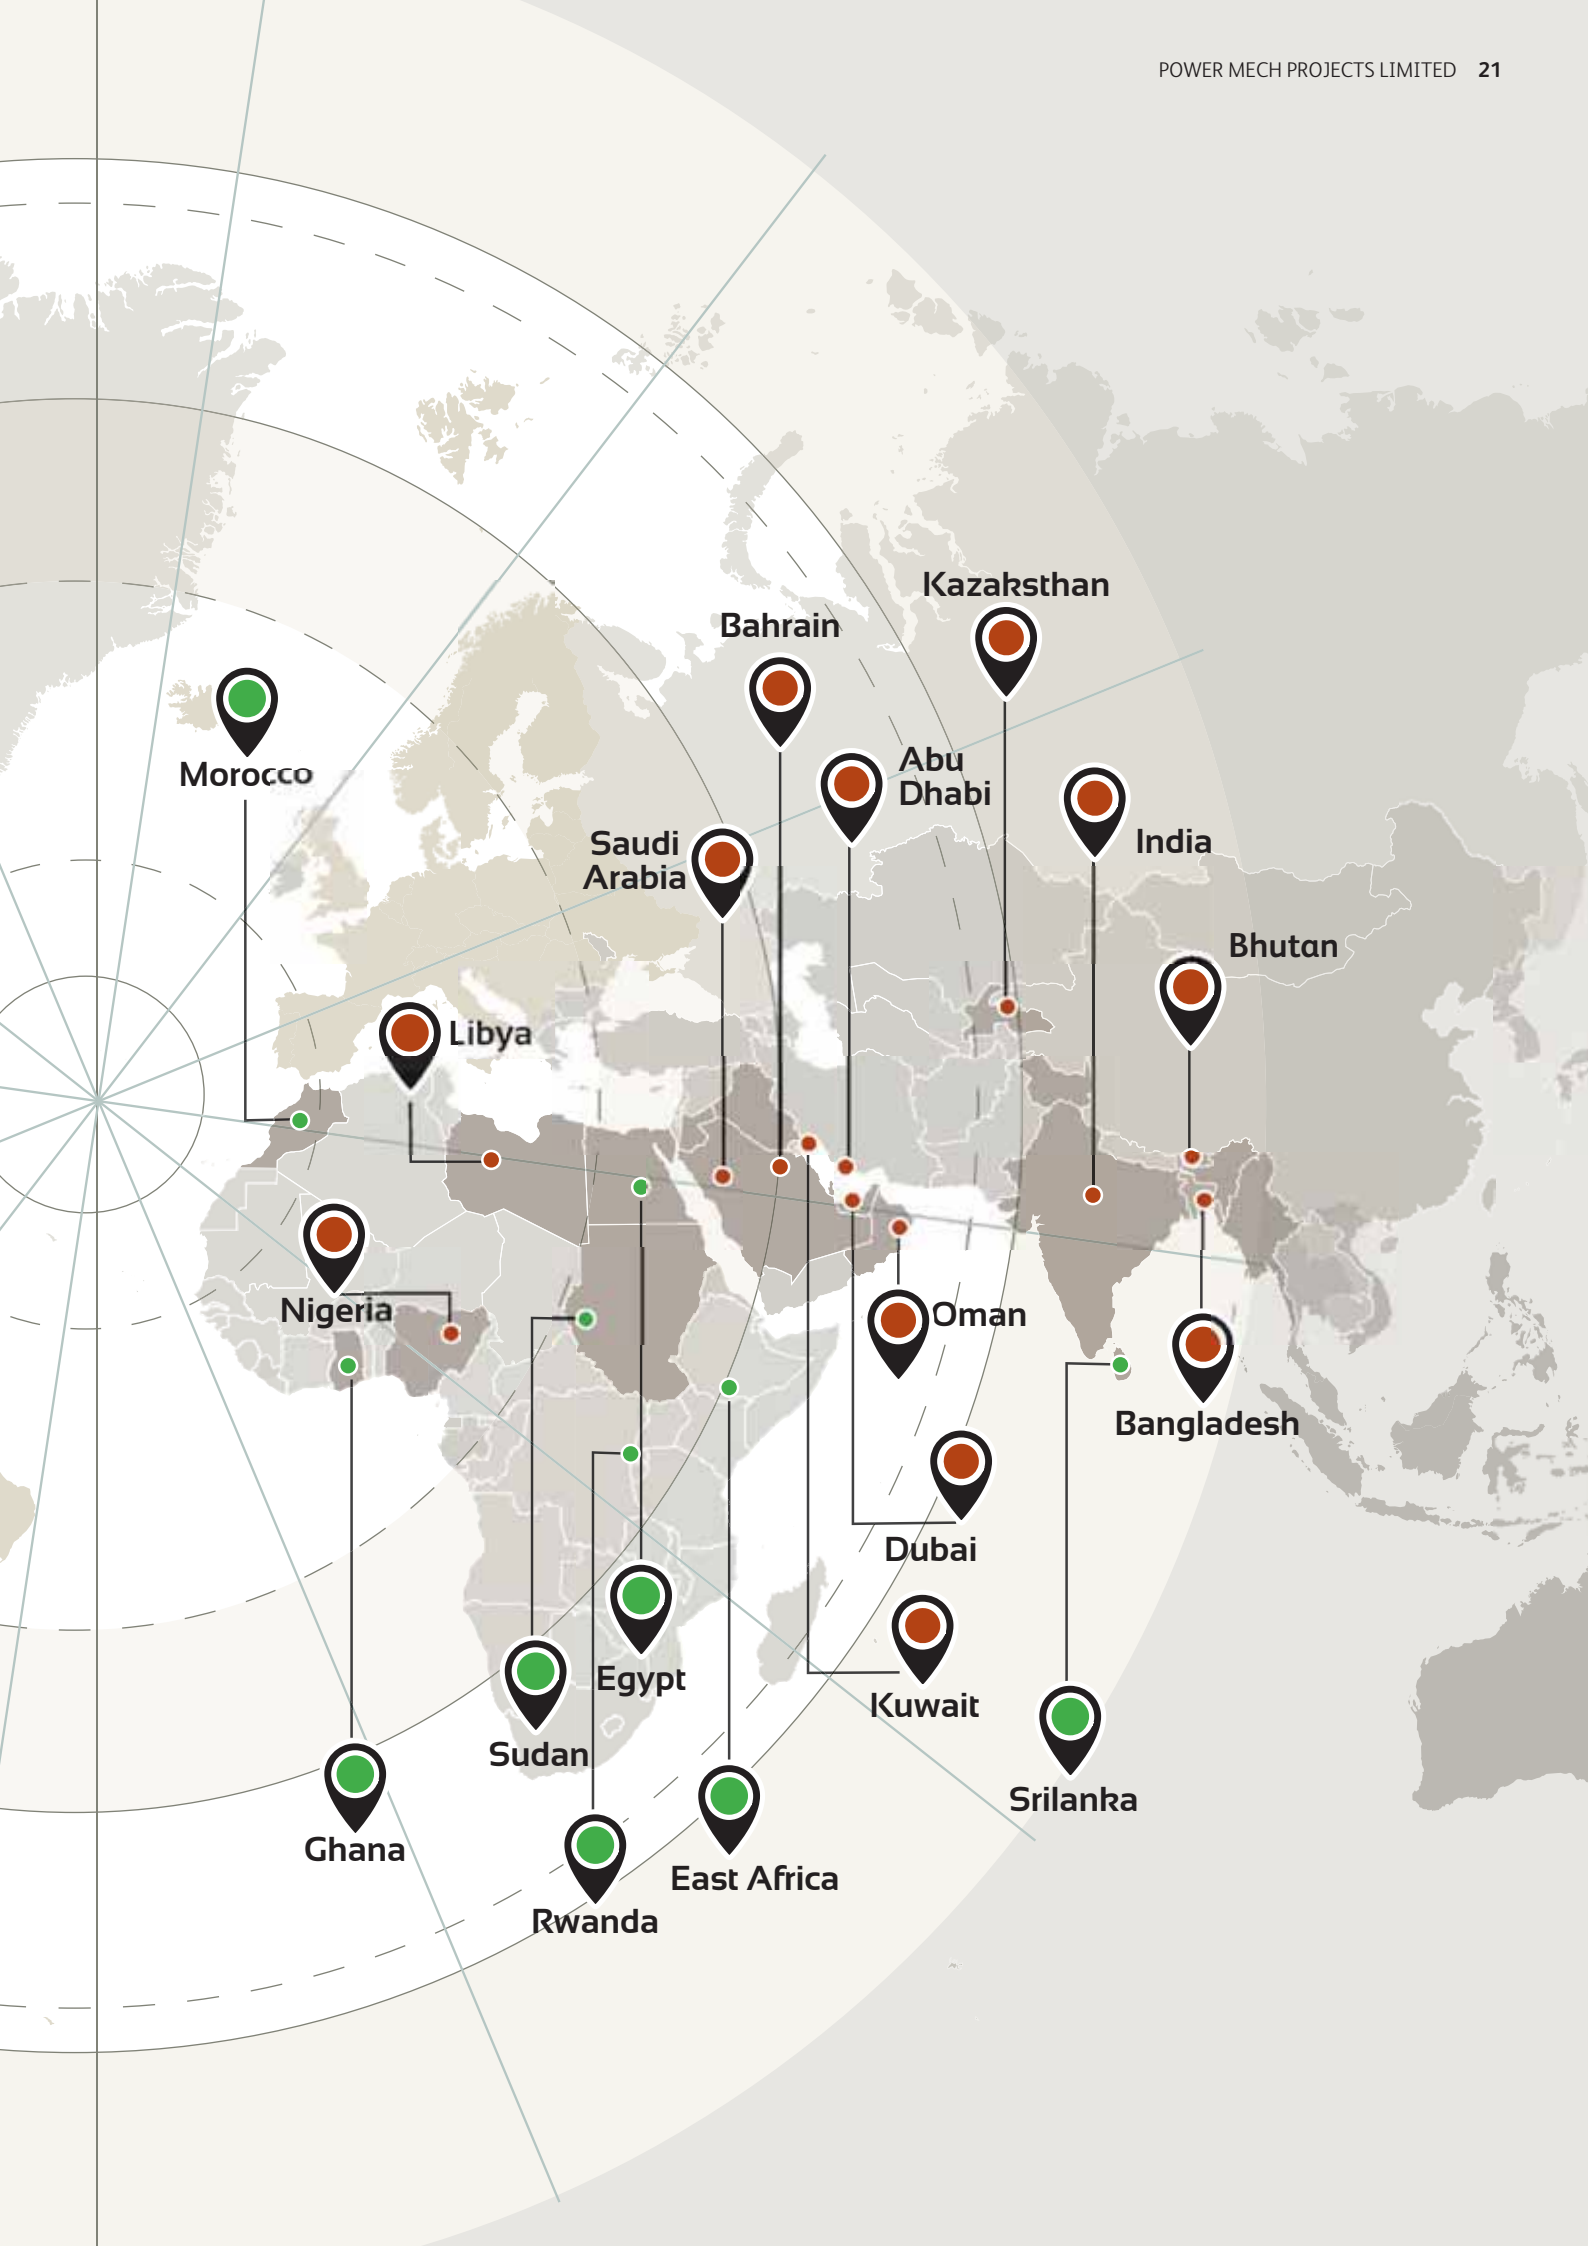 POWER MECH PROJECTS LIMITED 21
Kazaksthan
Bahrain
Morocco
Abu
Dhabi
Saudi
Arabia
India
Bhutan
Libya
Nigeria
Oman
Bangladesh
Dubai
Egypt
Kuwait
Sudan
Srilanka
Ghana
East Africa
Rwanda